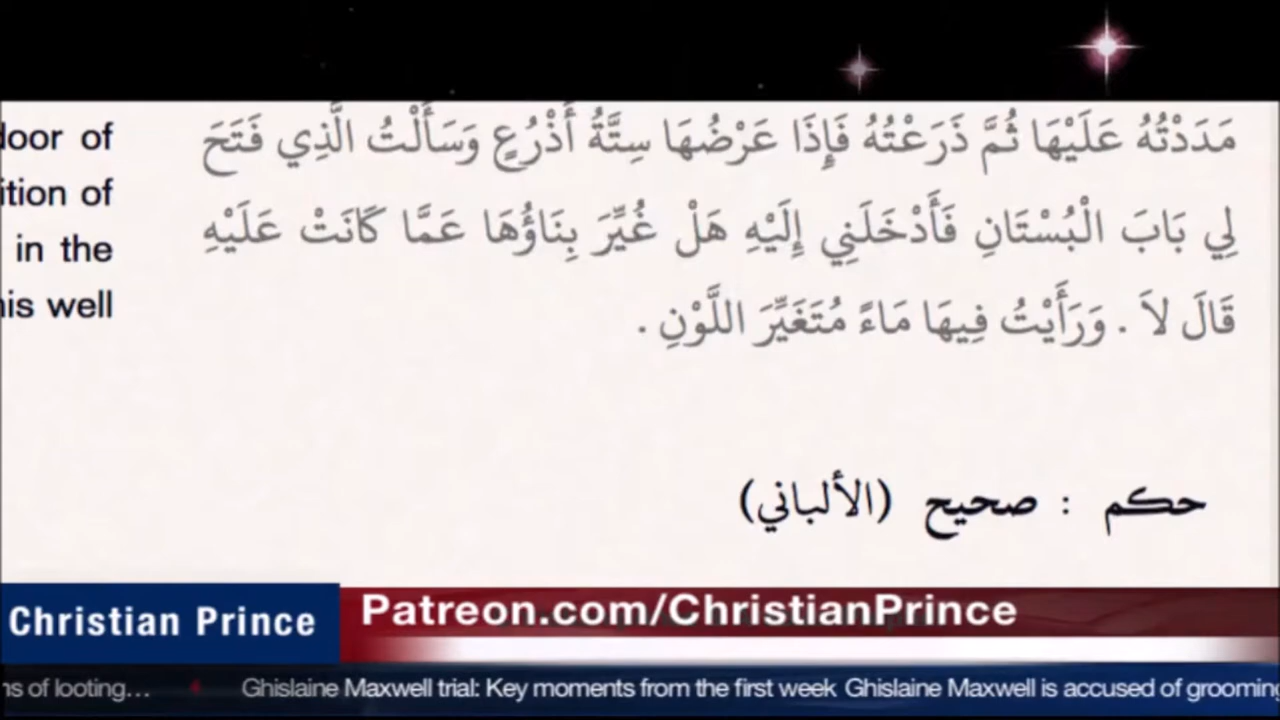 door of
ition of
in the
his well
مَدَدْتُهُ عَلَيْهَا ثُمَّ ذَرَعْتُهُ فَإِذَا عَرْضُهَا سِتَّةُ أَذْرُعٍ وَسَأَلْتُ الَّذِي فَتَحَ
لِي بَابَ الْبُسْتَانِ فَأَدْخَلَنِي إِلَيْهِ هَلْ غُيِّرَ بِنَاؤُهَا عَمَّا كَانَتْ عَلَيْهِ
قَالَ لاَ . وَرَأَيْتُ فِيهَا مَاءً مُتَغَيِّرَ اللَّوْنِ .
حكم : صحيح (الألباني)
Christian Prince
Patreon.com/ChristianPrince
ns of looting... Ghislaine Maxwell trial: Key moments from the first week Ghislaine Maxwell is accused of grooming